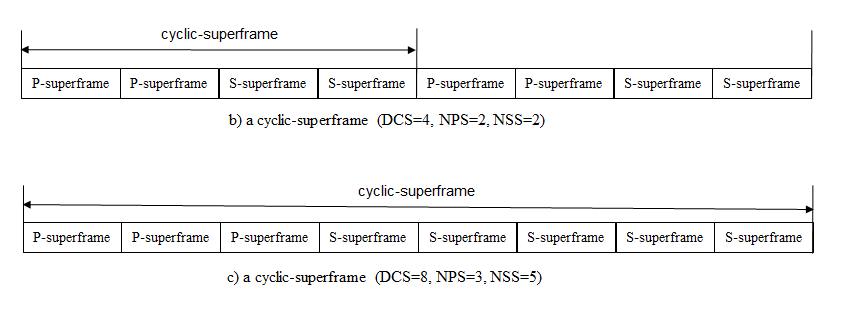 cyclic-superframe
P-superframe P-superframe S-superframe S-superframe P-superframe P-superframe S-superframe S-superframe
b) a cyclic-superframe (DCS=4, NPS=2, NSS=2)
cyclic-superframe
P-superframe P-superframe P-superframe S-superframe S-superframe S-superframe S-superframe S-superframe
c) a cyclic-superframe (DCS=8, NPS=3, NSS=5)